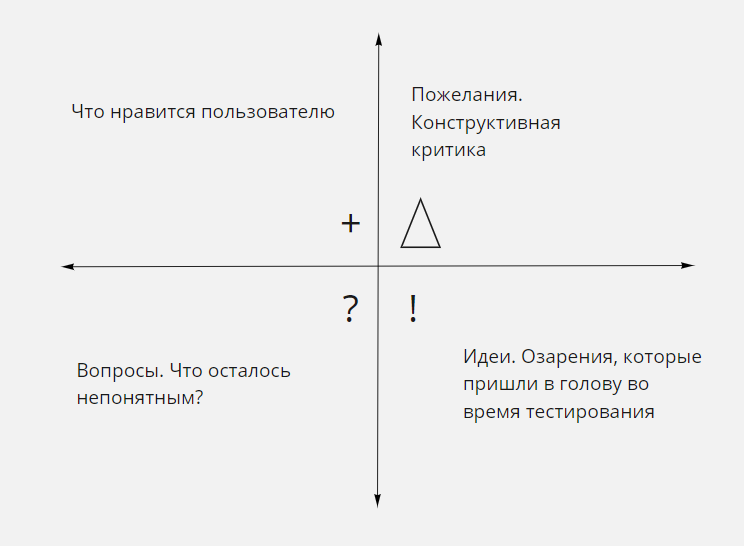 Что нравится пользователю
Пожелания.
Конструктивная
критика
+
?
!
Вопросы. Что осталось
непонятным?
Идеи. Озарения, которые
пришли в голову во
время тестирования